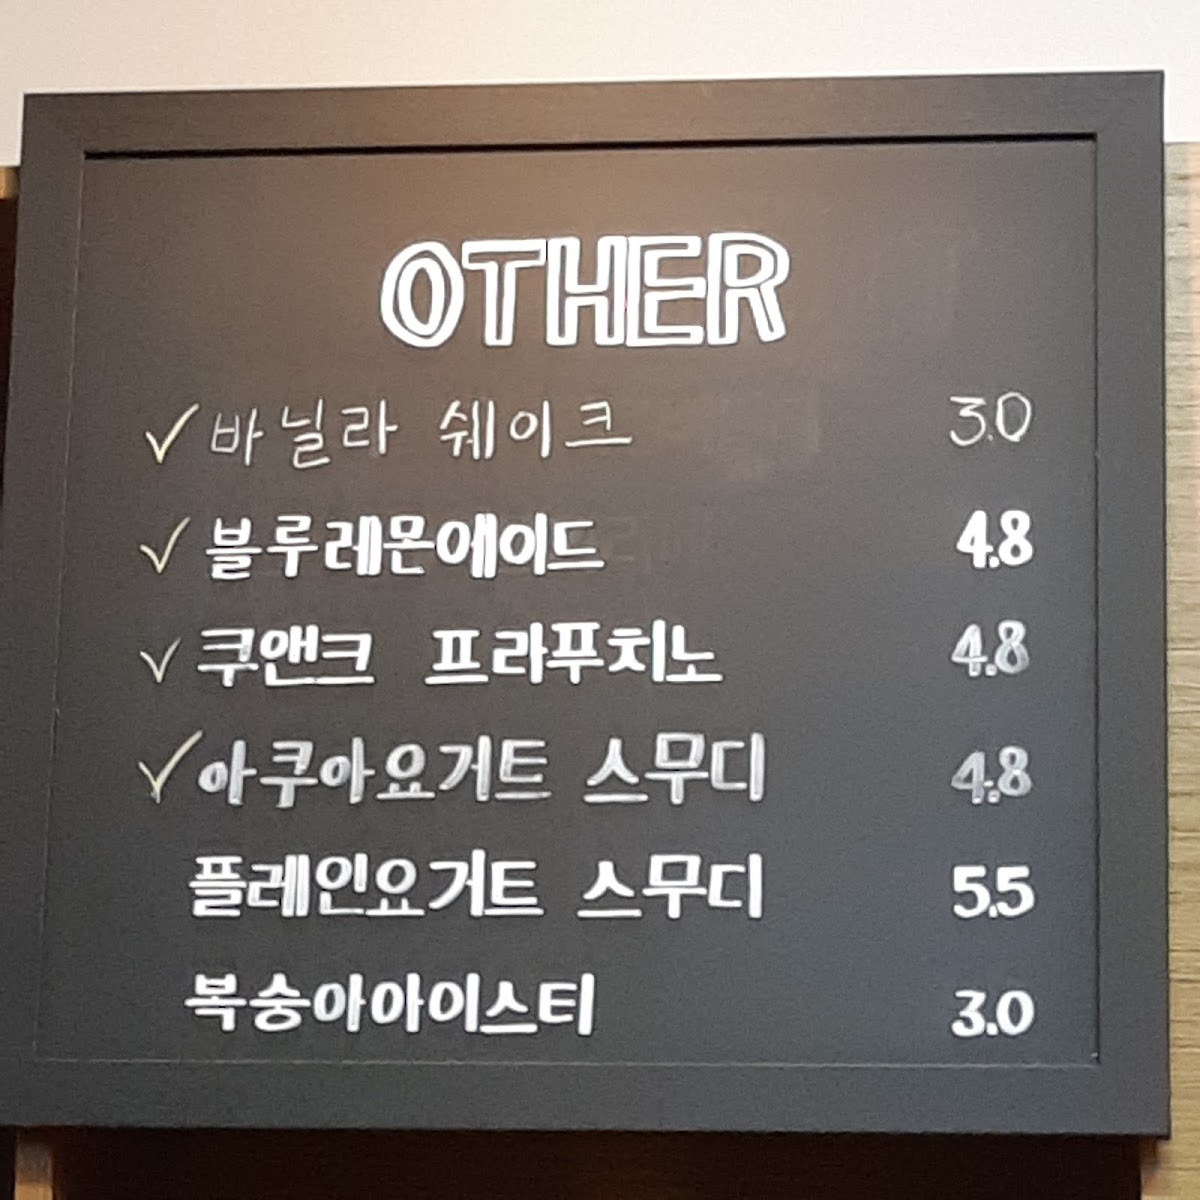 OTHER
✓ 바닐라 쉐이크 3.0
✓ 블루레몬에이드 4.8
✓ 쿠앤크 프라푸치노 4.8
✓ 아쿠아요거트 스무디 4.8
플레인요거트 스무디 5.5
복숭아아이스티 3.0